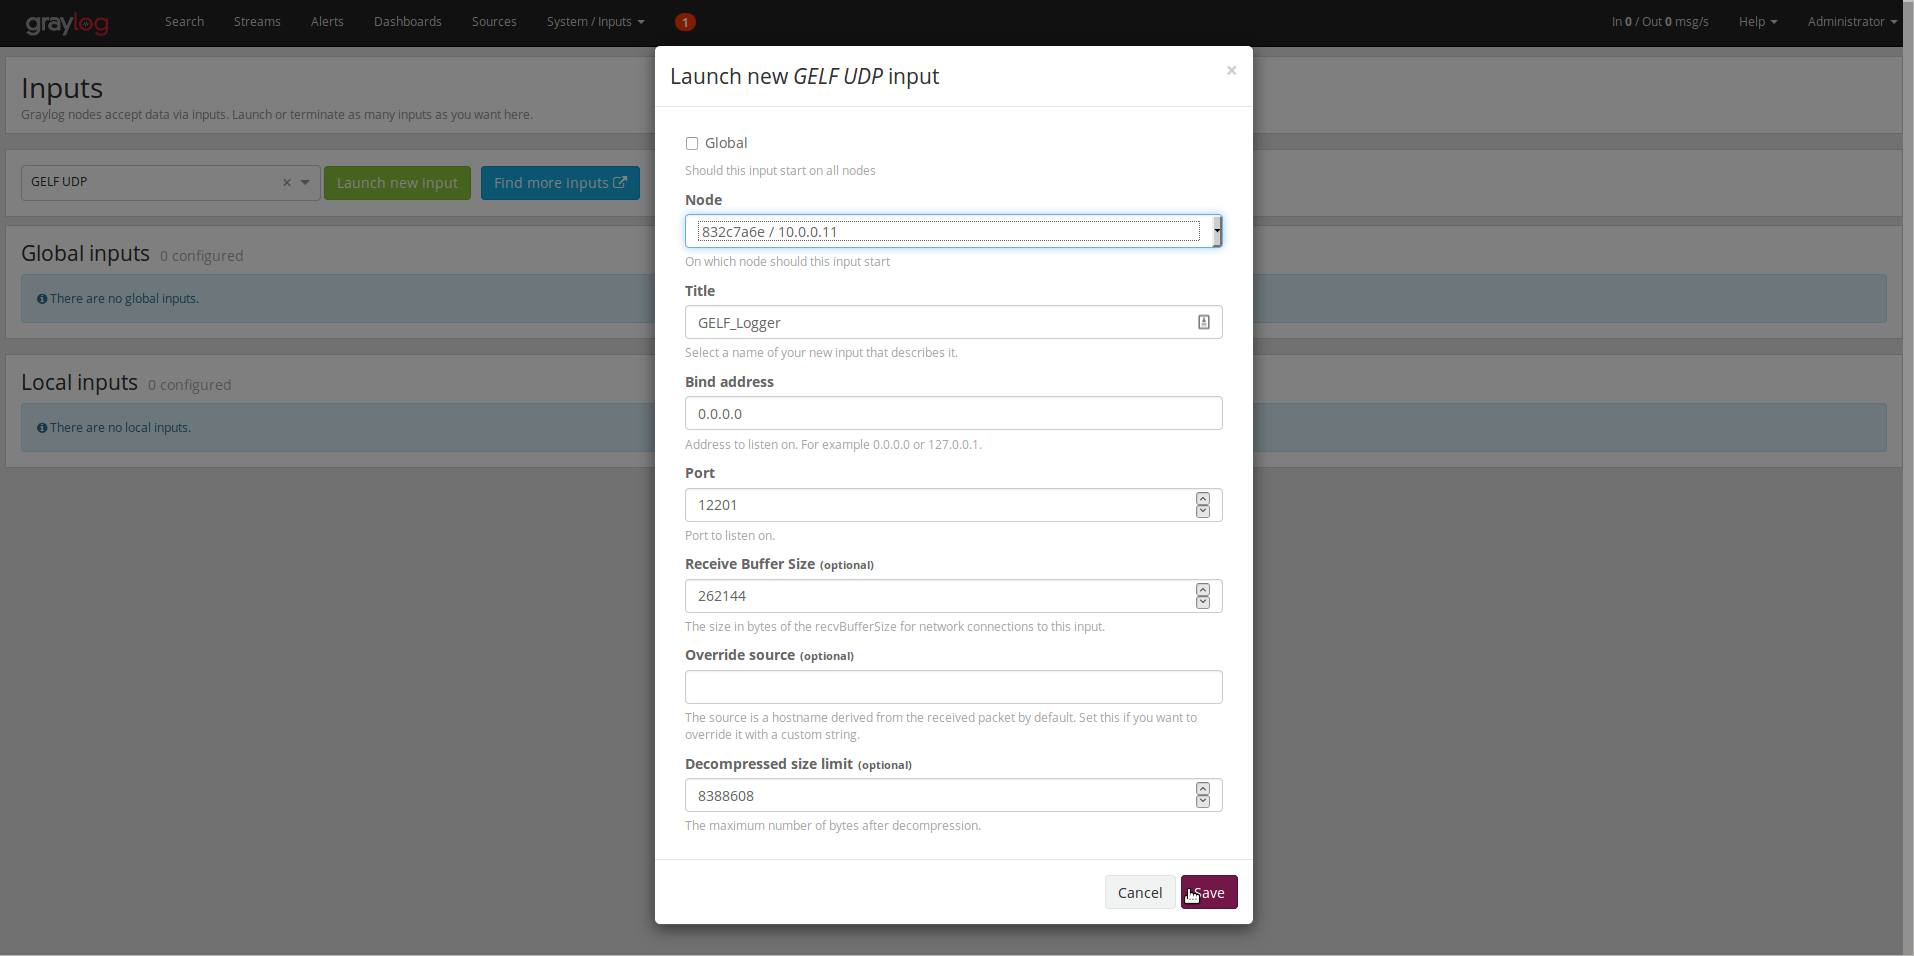 graylog Search Streams Alerts Dashboards Sources System / Inputs 1 In 0 / Out 0 msg/s Help Administrator
Inputs
Graylog nodes accept data via inputs. Launch or terminate as many inputs as you want here.
GELF UDP × Launch new input Find more inputs
Global inputs 0 configured
There are no global inputs.
Local inputs 0 configured
There are no local inputs.
Launch new GELF UDP input ×
Global
Should this input start on all nodes
Node
832c7a6e / 10.0.0.11
On which node should this input start
Title
GELF_Logger
Select a name of your new input that describes it.
Bind address
0.0.0.0
Address to listen on. For example 0.0.0.0 or 127.0.0.1.
Port
12201
Port to listen on.
Receive Buffer Size (optional)
262144
The size in bytes of the recvBufferSize for network connections to this input.
Override source (optional)
The source is a hostname derived from the received packet by default. Set this if you want to
override it with a custom string.
Decompressed size limit (optional)
8388608
The maximum number of bytes after decompression.
Cancel Save